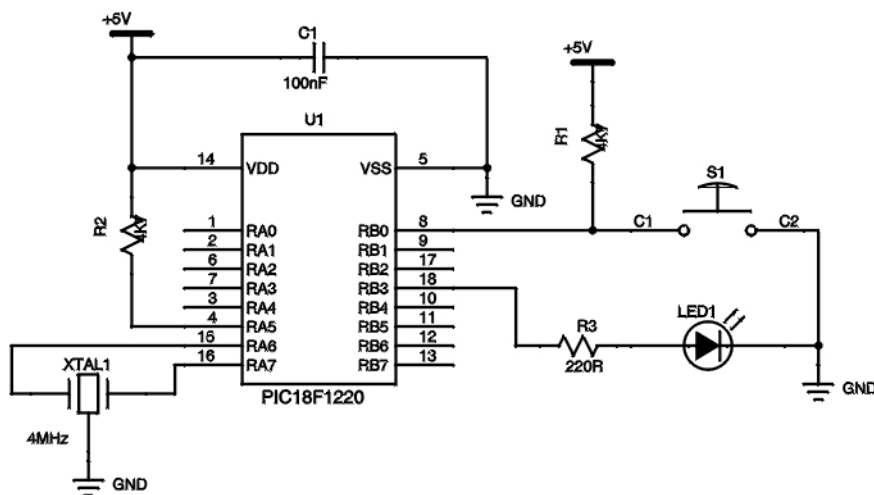 +5V
C1
100nF
+5V
U1
R1
4K7
14
VDD
VSS
5
S1
GND
R2
4K7
1
RA0
RB0
8
C1
C2
2
RA1
RB1
9
6
RA2
RB2
17
7
RA3
RB3
18
3
RA4
RB4
10
4
RA5
RB5
11
15
RA6
RB6
12
16
RA7
RB7
13
R3
220R
LED1
XTAL1
PIC18F1220
GND
4MHz
GND